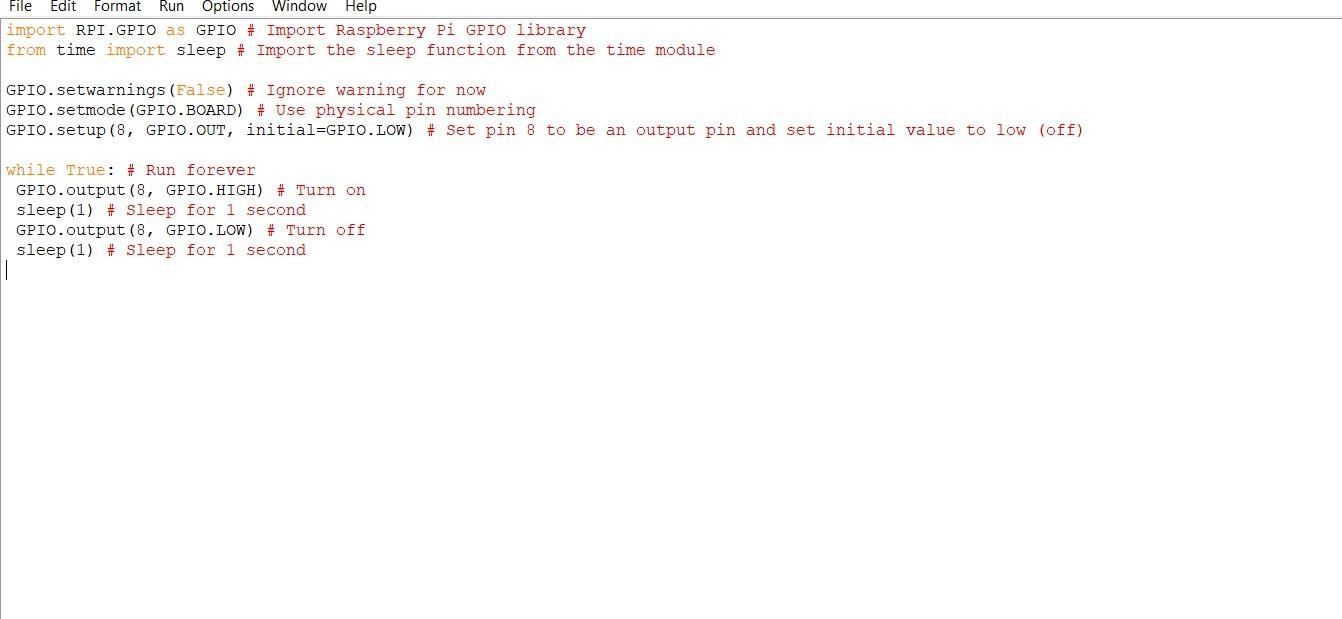 File Edit Format Run Options Window Help
import RPI.GPIO as GPIO # Import Raspberry Pi GPIO library
from time import sleep # Import the sleep function from the time module
GPIO.setwarnings(False) # Ignore warning for now
GPIO.setmode(GPIO.BOARD) # Use physical pin numbering
GPIO.setup(8, GPIO.OUT, initial=GPIO.LOW) # Set pin 8 to be an output pin and set initial value to low (off)
while True: # Run forever
 GPIO.output(8, GPIO.HIGH) # Turn on
 sleep(1) # Sleep for 1 second
 GPIO.output(8, GPIO.LOW) # Turn off
 sleep(1) # Sleep for 1 second